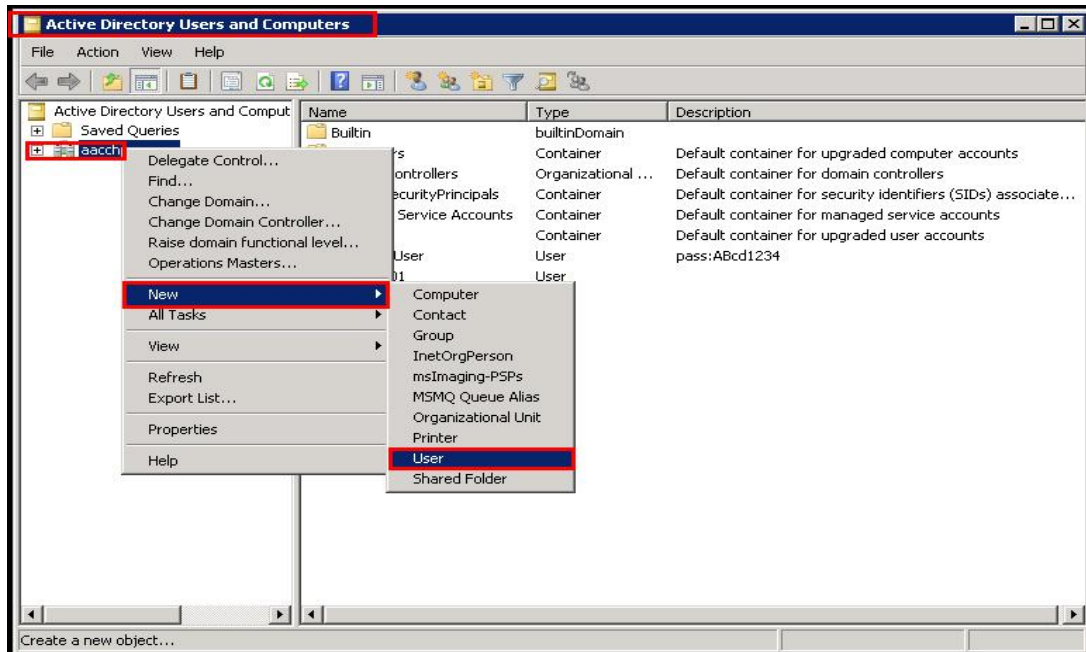 Active Directory Users and Computers
File Action View Help
Active Directory Users and Comput
Saved Queries
aacch
Name Type Description
Builtin builtinDomain
rs Container Default container for upgraded computer accounts
ontrollers Organizational ... Default container for domain controllers
ecurityPrincipals Container Default container for security identifiers (SIDs) associate...
Service Accounts Container Default container for managed service accounts
Container Default container for upgraded user accounts
User User pass:ABcd1234
01 User
Delegate Control...
Find...
Change Domain...
Change Domain Controller...
Raise domain functional level...
Operations Masters...
New
All Tasks
View
Refresh
Export List...
Properties
Help
Computer
Contact
Group
InetOrgPerson
msImaging-PSPs
MSMQ Queue Alias
Organizational Unit
Printer
User
Shared Folder
Create a new object...